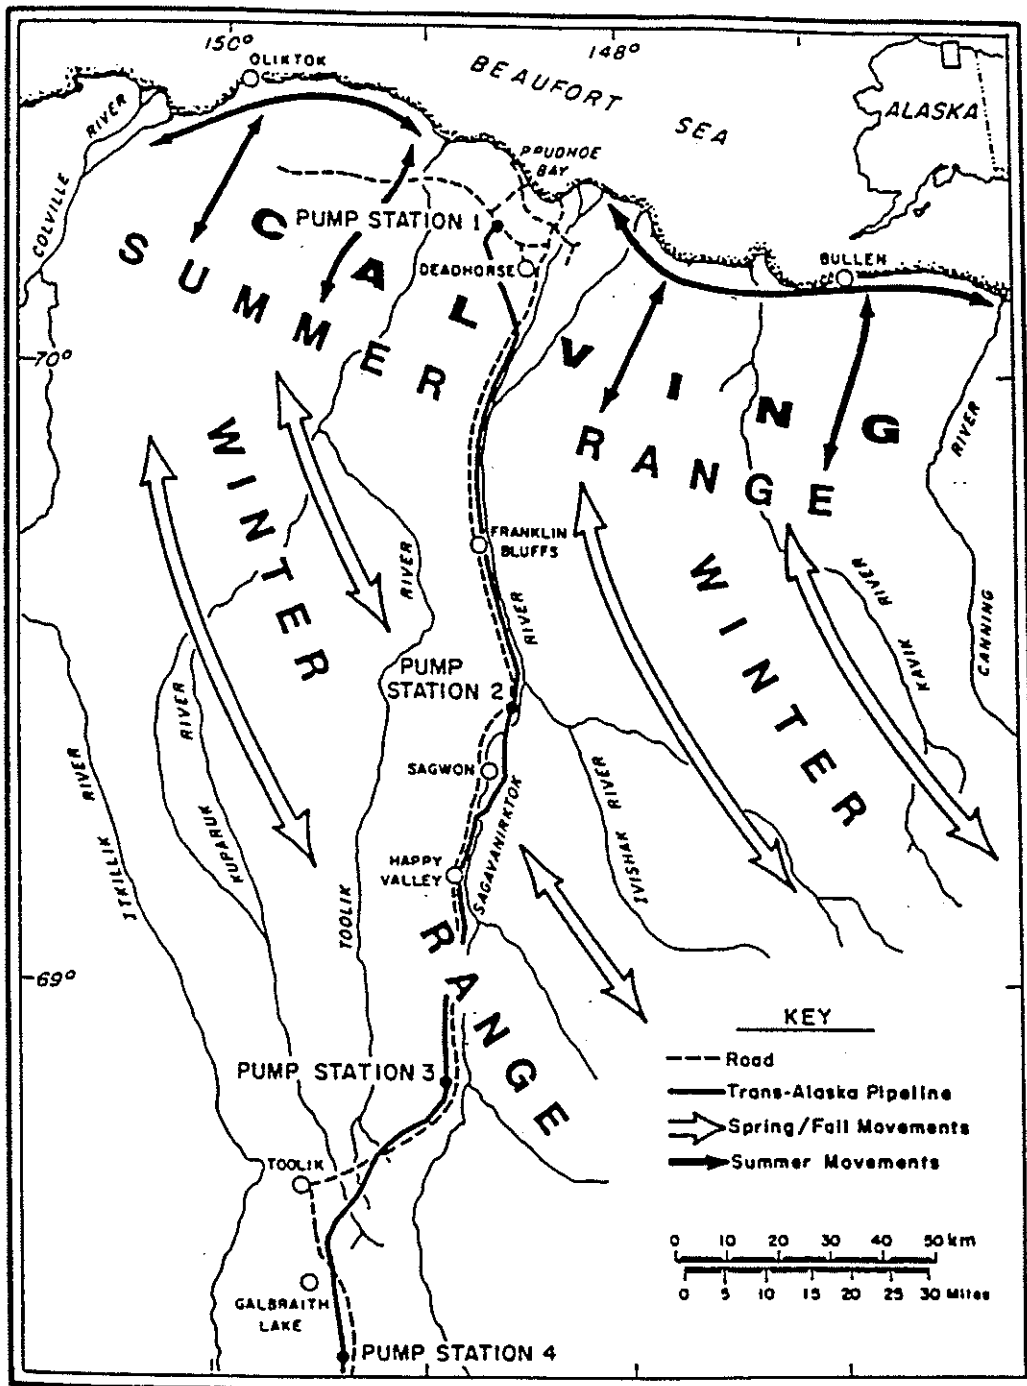 150°
148°
OLIKTOK
BEAUFORT
SEA
ALASKA
RIVER
COLVILLE
PRUDHOE
BAY
PUMP STATION 1
DEADHORSE
BULLEN
CALVING
SUMMER
RANGE
70°
WINTER
WINTER
RIVER
FRANKLIN
BLUFFS
RIVER
RIVER
KAVIK
RIVER
CANNING
PUMP
STATION 2
RIVER
KUPARUK
RIVER
ITKILLIK
SAGWON
SAGAVANIRKTOK
RIVER
IVISHAK
HAPPY
VALLEY
TOOLIK
RANGE
69°
PUMP STATION 3
TOOLIK
GALBRAITH
LAKE
PUMP STATION 4
KEY
Road
Trans-Alaska Pipeline
Spring/Fall Movements
Summer Movements
0 10 20 30 40 50 km
0 5 10 15 20 25 30 Miles